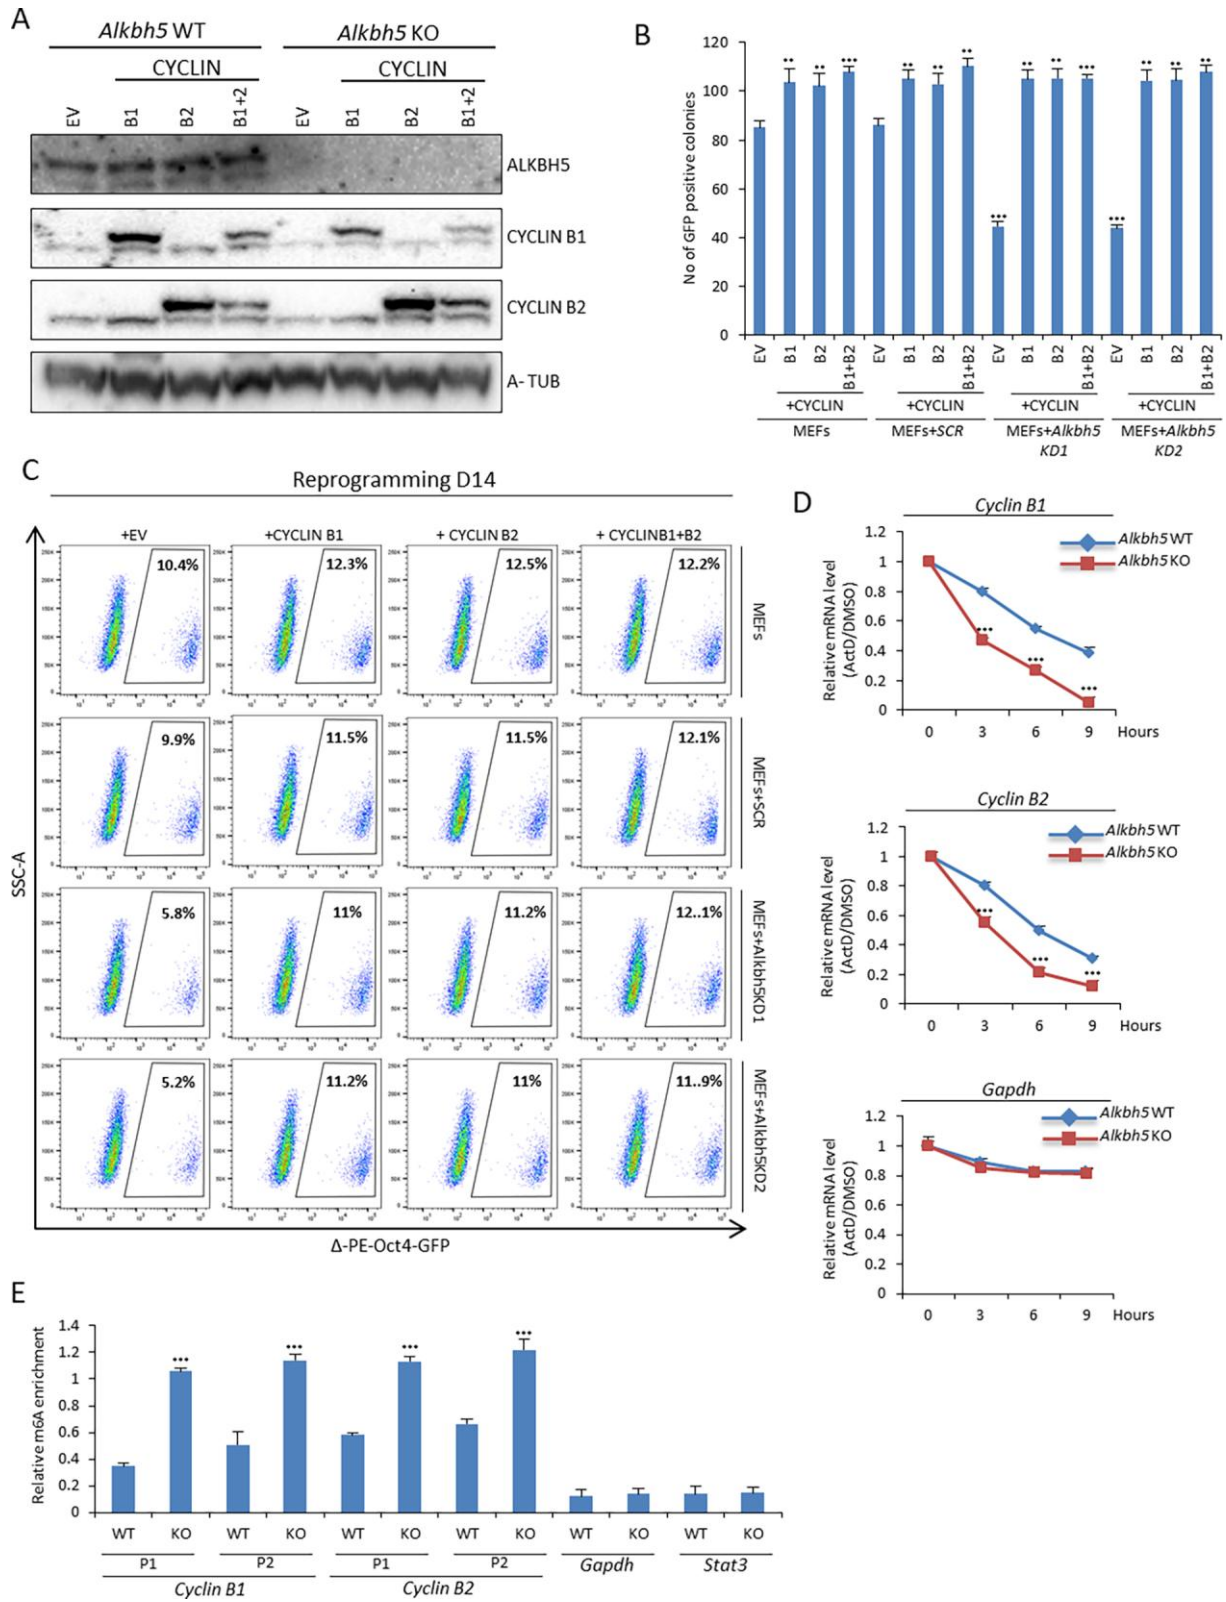 A
Alkbh5 WT
Alkbh5 KO
CYCLIN
CYCLIN
EV
B1
B2
B1+2
EV
B1
B2
B1+2
ALKBH5
CYCLIN B1
CYCLIN B2
A- TUB
B
No of GFP positive colonies
120
100
80
60
40
20
0
EV
B1
B2
B1+B2
EV
B1
B2
B1+B2
EV
B1
B2
B1+B2
EV
B1
B2
B1+B2
+CYCLIN
+CYCLIN
+CYCLIN
+CYCLIN
MEFs
MEFs+SCR
MEFs+Alkbh5
KD1
MEFs+Alkbh5
KD2
C
Reprogramming D14
+EV
+CYCLIN B1
+ CYCLIN B2
+ CYCLINB1+B2
10.4%
12.3%
12.5%
12.2%
MEFs
9.9%
11.5%
11.5%
12.1%
MEFs+SCR
5.8%
11%
11.2%
12..1%
MEFs+Alkbh5KD1
5.2%
11.2%
11%
11..9%
MEFs+Alkbh5KD2
SSC-A
Δ-PE-Oct4-GFP
D
Cyclin B1
Alkbh5 WT
Alkbh5 KO
Relative mRNA level
(ActD/DMSO)
1.2
1
0.8
0.6
0.4
0.2
0
0 3 6 9 Hours
Cyclin B2
Alkbh5 WT
Alkbh5 KO
Relative mRNA level
(ActD/DMSO)
1.2
1
0.8
0.6
0.4
0.2
0
0 3 6 9 Hours
Gapdh
Alkbh5 WT
Alkbh5 KO
Relative mRNA level
(ActD/DMSO)
1.2
1
0.8
0.6
0.4
0.2
0
0 3 6 9 Hours
E
Relative m6A enrichment
1.4
1.2
1
0.8
0.6
0.4
0.2
0
WT KO WT KO WT KO WT KO WT KO WT KO
P1 P2 P1 P2 Gapdh Stat3
Cyclin B1 Cyclin B2